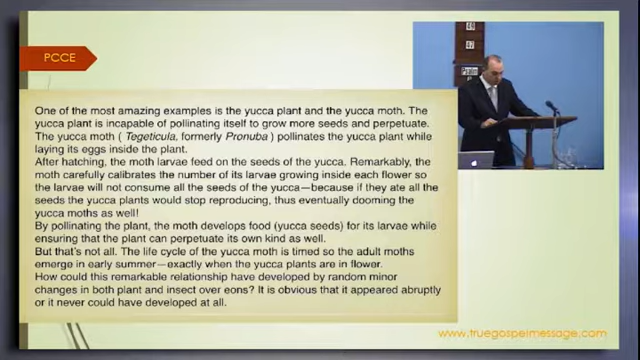 PCCE
One of the most amazing examples is the yucca plant and the yucca moth. The
yucca plant is incapable of pollinating itself to grow more seeds and perpetuate.
The yucca moth ( Tegeticula, formerly Pronuba ) pollinates the yucca plant while
laying its eggs inside the plant.
After hatching, the moth larvae feed on the seeds of the yucca. Remarkably, the
moth carefully calibrates the number of its larvae growing inside each flower so
the larvae will not consume all the seeds of the yucca—because if they ate all the
seeds the yucca plants would stop reproducing, thus eventually dooming the
yucca moths as well!
By pollinating the plant, the moth develops food (yucca seeds) for its larvae while
ensuring that the plant can perpetuate its own kind as well.
But that's not all. The life cycle of the yucca moth is timed so the adult moths
emerge in early summer—exactly when the yucca plants are in flower.
How could this remarkable relationship have developed by random minor
changes in both plant and insect over eons? It is obvious that it appeared abruptly
or it never could have developed at all.
47
www.truegospelmessage.com